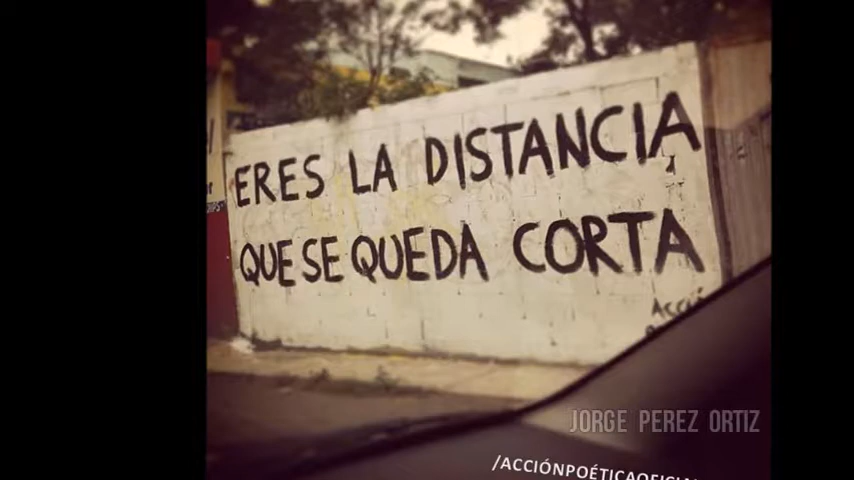 ERES LA DISTANCIA
QUE SE QUEDA CORTA
JORGE PEREZ ORTIZ